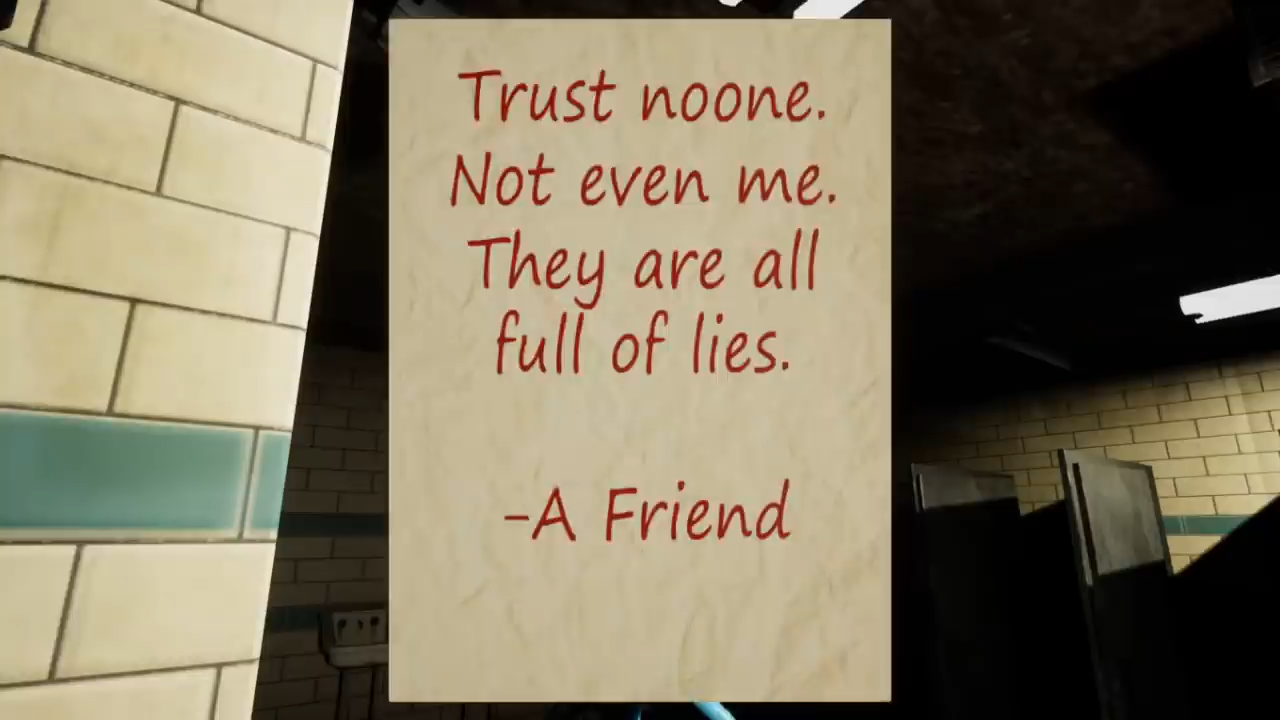 Trust noone.
Not even me.
They are all
full of lies.
-A Friend